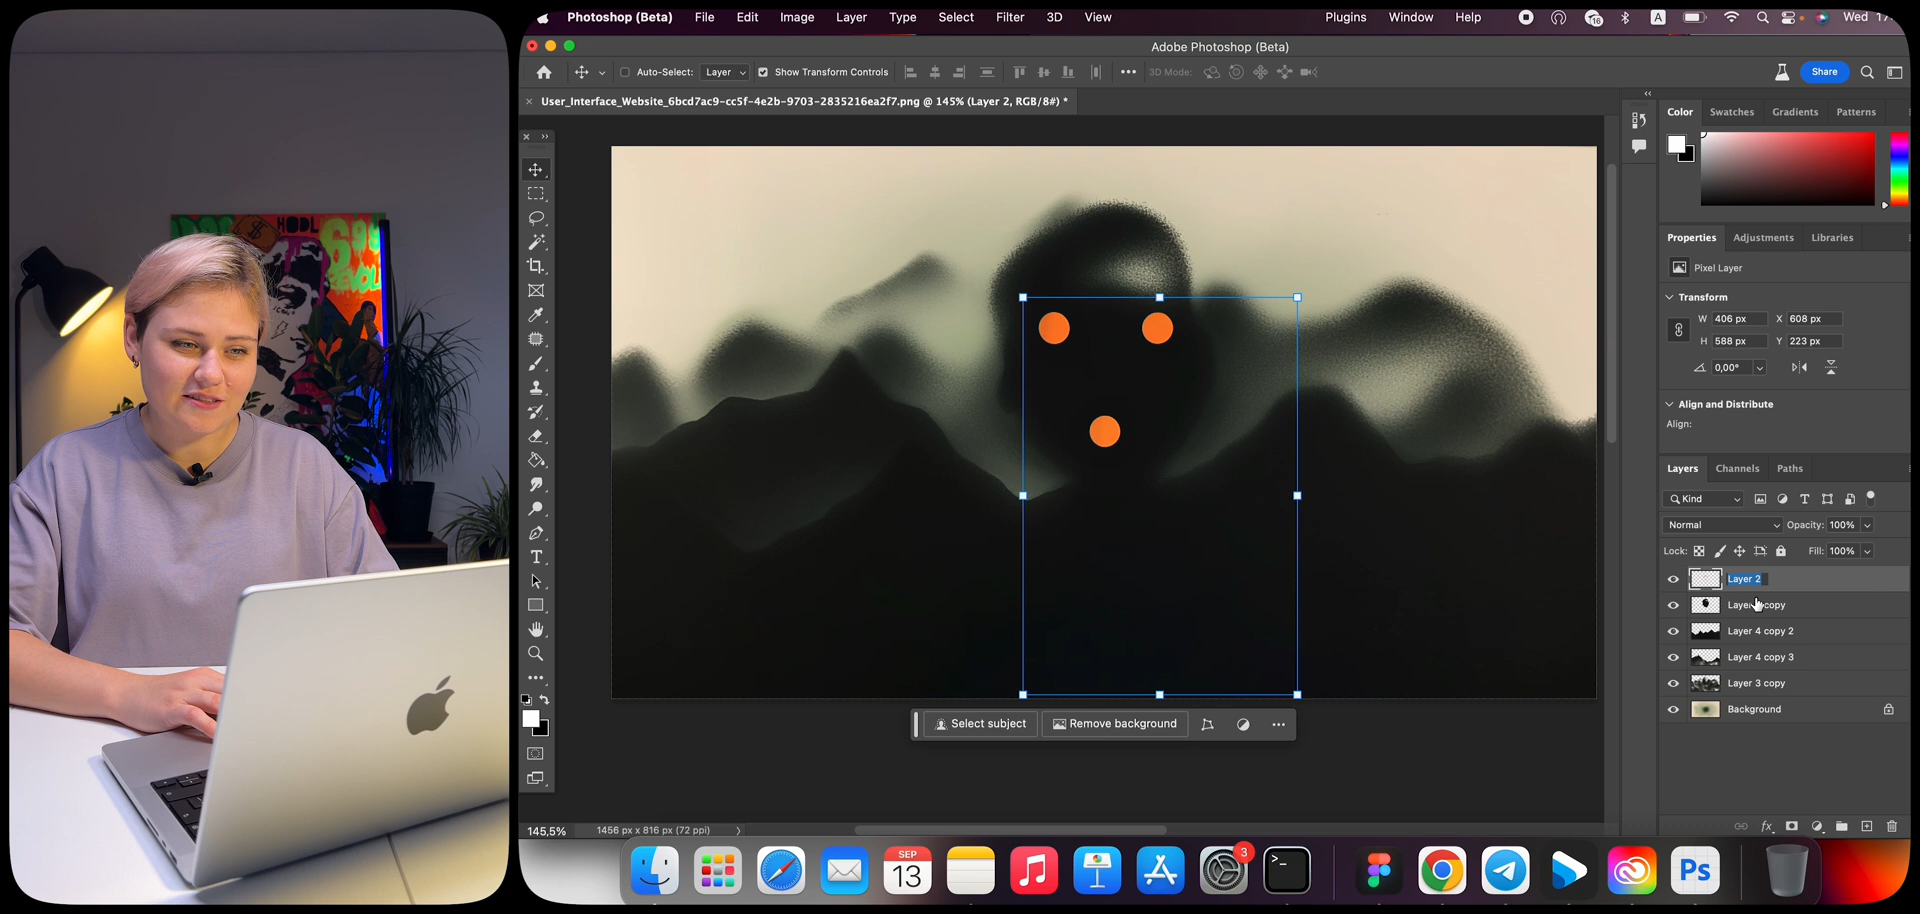 HODL
$
Photoshop (Beta) File Edit Image Layer Type Select Filter 3D View Plugins Window Help 16 A Wed 17
Adobe Photoshop (Beta)
Auto-Select: Layer Show Transform Controls ••• 3D Mode: Share
× User_Interface_Website_6bcd7ac9-cc5f-4e2b-9703-2835216ea2f7.png @ 145% (Layer 2, RGB/8#) *
Color Swatches Gradients Patterns
Properties Adjustments Libraries
Pixel Layer
Transform
W 406 px X 608 px
H 588 px Y 223 px
0,00°
Align and Distribute
Align:
Layers Channels Paths
Kind
Normal Opacity: 100%
Lock: Fill: 100%
Layer 2
copy
Layer 4 copy 2
Layer 4 copy 3
Layer 3 copy
Background
Select subject Remove background •••
145,5% 1456 px x 816 px (72 ppi)
fx
SEP
13
3
>_
Ps